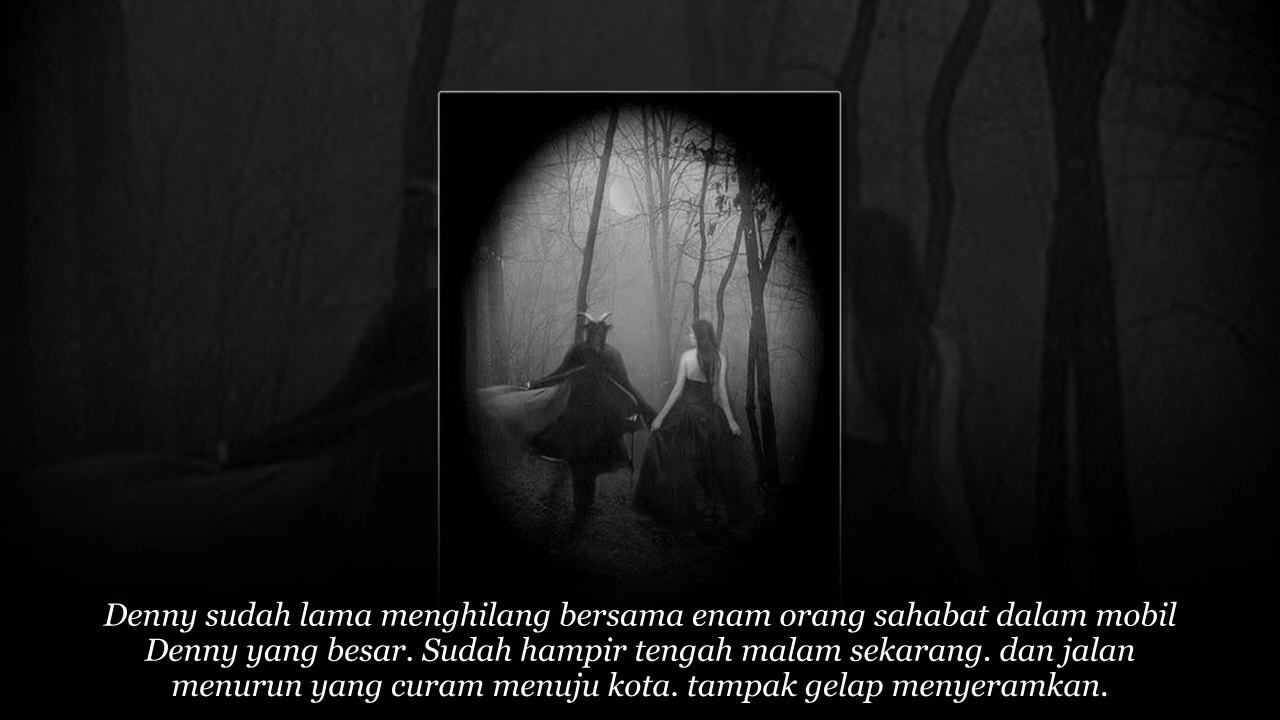 Denny sudah lama menghilang bersama enam orang sahabat dalam mobil
Denny yang besar. Sudah hampir tengah malam sekarang. dan jalan
menurun yang curam menuju kota. tampak gelap menyeramkan.